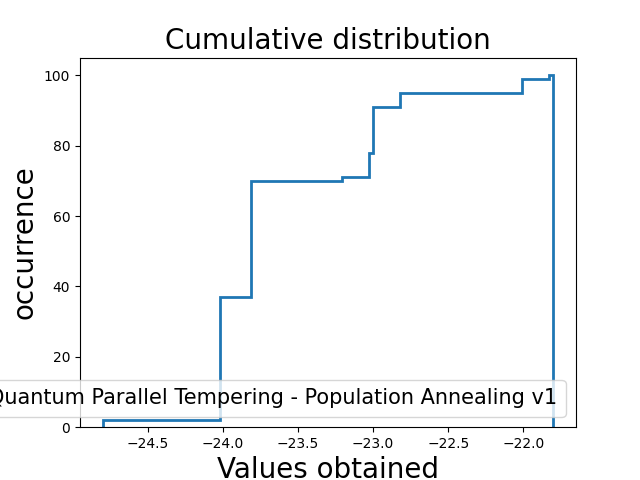 Cumulative distribution
occurrence
100
80
60
40
20
0
Quantum Parallel Tempering - Population Annealing v1
−24.5 −24.0 −23.5 −23.0 −22.5 −22.0
Values obtained